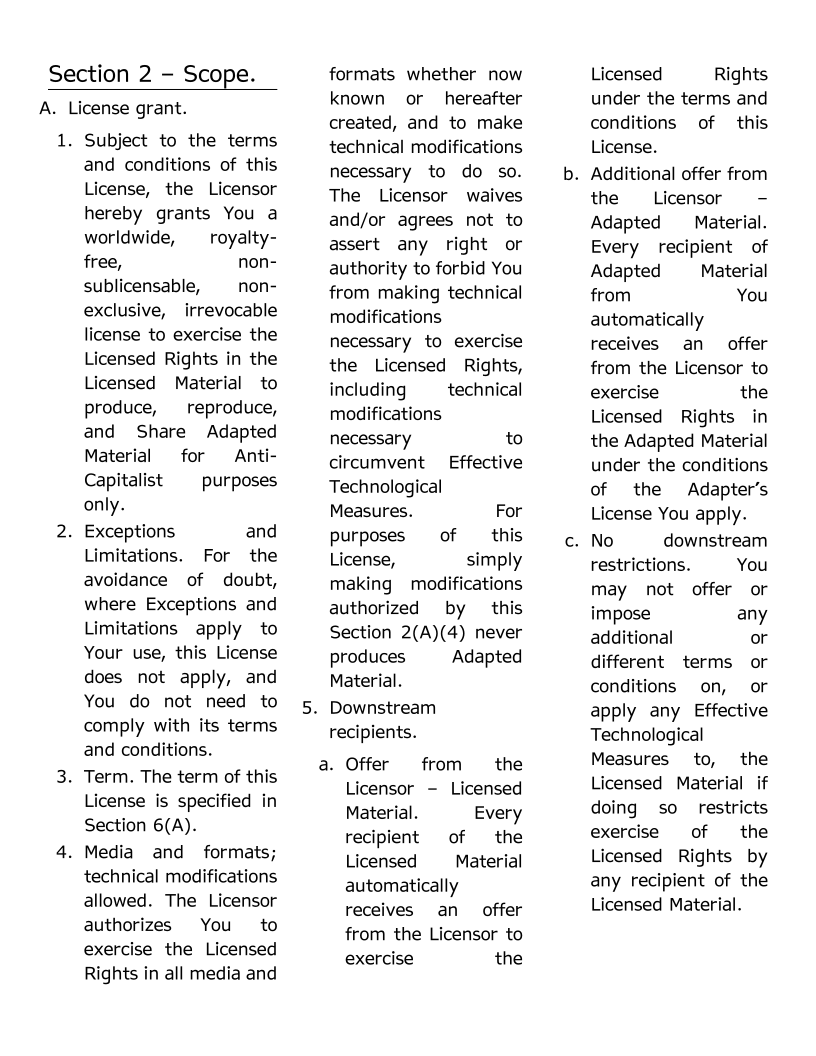 Section 2 – Scope.
A. License grant.
1. Subject to the terms
and conditions of this
License, the Licensor
hereby grants You a
worldwide, royalty-
free, non-
sublicensable, non-
exclusive, irrevocable
license to exercise the
Licensed Rights in the
Licensed Material to
produce, reproduce,
and Share Adapted
Material for Anti-
Capitalist purposes
only.
2. Exceptions and
Limitations. For the
avoidance of doubt,
where Exceptions and
Limitations apply to
Your use, this License
does not apply, and
You do not need to
comply with its terms
and conditions.
3. Term. The term of this
License is specified in
Section 6(A).
4. Media and formats;
technical modifications
allowed. The Licensor
authorizes You to
exercise the Licensed
Rights in all media and
formats whether now
known or hereafter
created, and to make
technical modifications
necessary to do so.
The Licensor waives
and/or agrees not to
assert any right or
authority to forbid You
from making technical
modifications
necessary to exercise
the Licensed Rights,
including technical
modifications
necessary to
circumvent Effective
Technological
Measures. For
purposes of this
License, simply
making modifications
authorized by this
Section 2(A)(4) never
produces Adapted
Material.
5. Downstream
recipients.
a. Offer from the
Licensor – Licensed
Material. Every
recipient of the
Licensed Material
automatically
receives an offer
from the Licensor to
exercise the
Licensed Rights
under the terms and
conditions of this
License.
b. Additional offer from
the Licensor –
Adapted Material.
Every recipient of
Adapted Material
from You
automatically
receives an offer
from the Licensor to
exercise the
Licensed Rights in
the Adapted Material
under the conditions
of the Adapter’s
License You apply.
c. No downstream
restrictions. You
may not offer or
impose any
additional or
different terms or
conditions on, or
apply any Effective
Technological
Measures to, the
Licensed Material if
doing so restricts
exercise of the
Licensed Rights by
any recipient of the
Licensed Material.